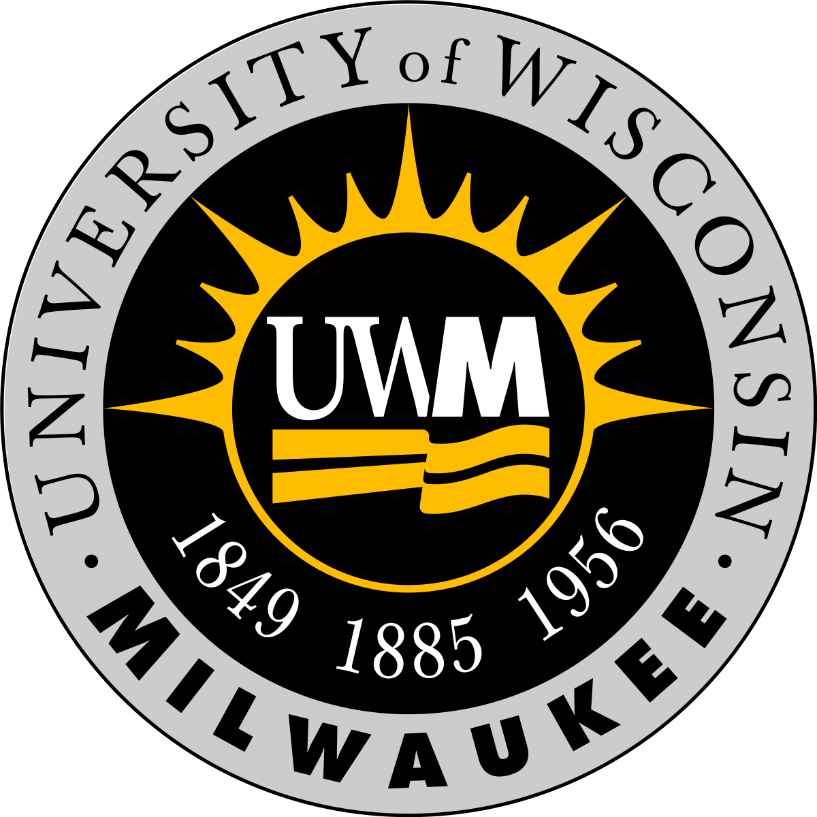 UNIVERSITY of WISCONSIN
UWM
1849 1885 1956
• MILWAUKEE •